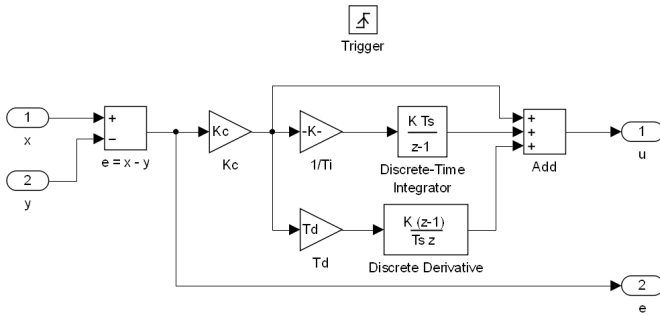 Trigger
1
x
+
−
e = x - y
2
y
Kc
Kc
-K-
1/Ti
K Ts
z-1
Discrete-Time
Integrator
+
+
+
Add
1
u
Td
Td
K (z-1)
Ts z
Discrete Derivative
2
e